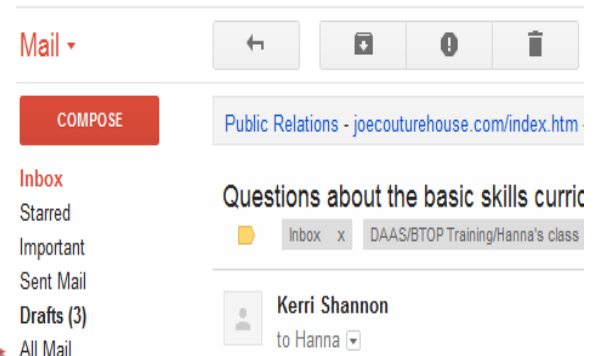 Mail
COMPOSE
Public Relations - joecouturehouse.com/index.htm -
Inbox
Starred
Important
Sent Mail
Drafts (3)
All Mail
Questions about the basic skills curric
Inbox x DAAS/BTOP Training/Hanna's class
Kerri Shannon
to Hanna